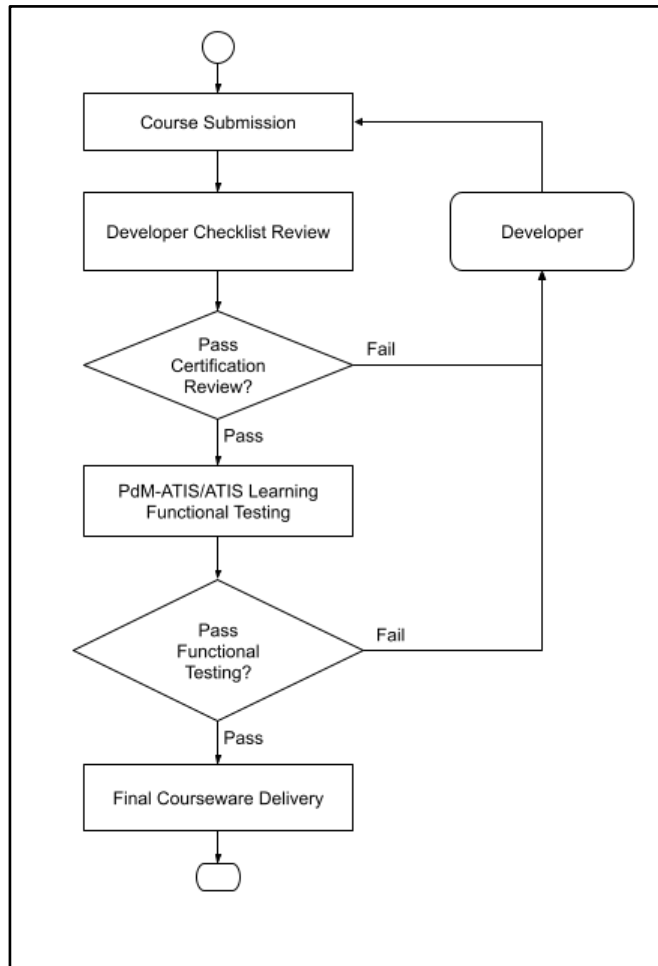 Course Submission
Developer Checklist Review
Developer
Pass
Certification
Review?
Fail
Pass
PdM-ATIS/ATIS Learning
Functional Testing
Pass
Functional
Testing?
Fail
Pass
Final Courseware Delivery